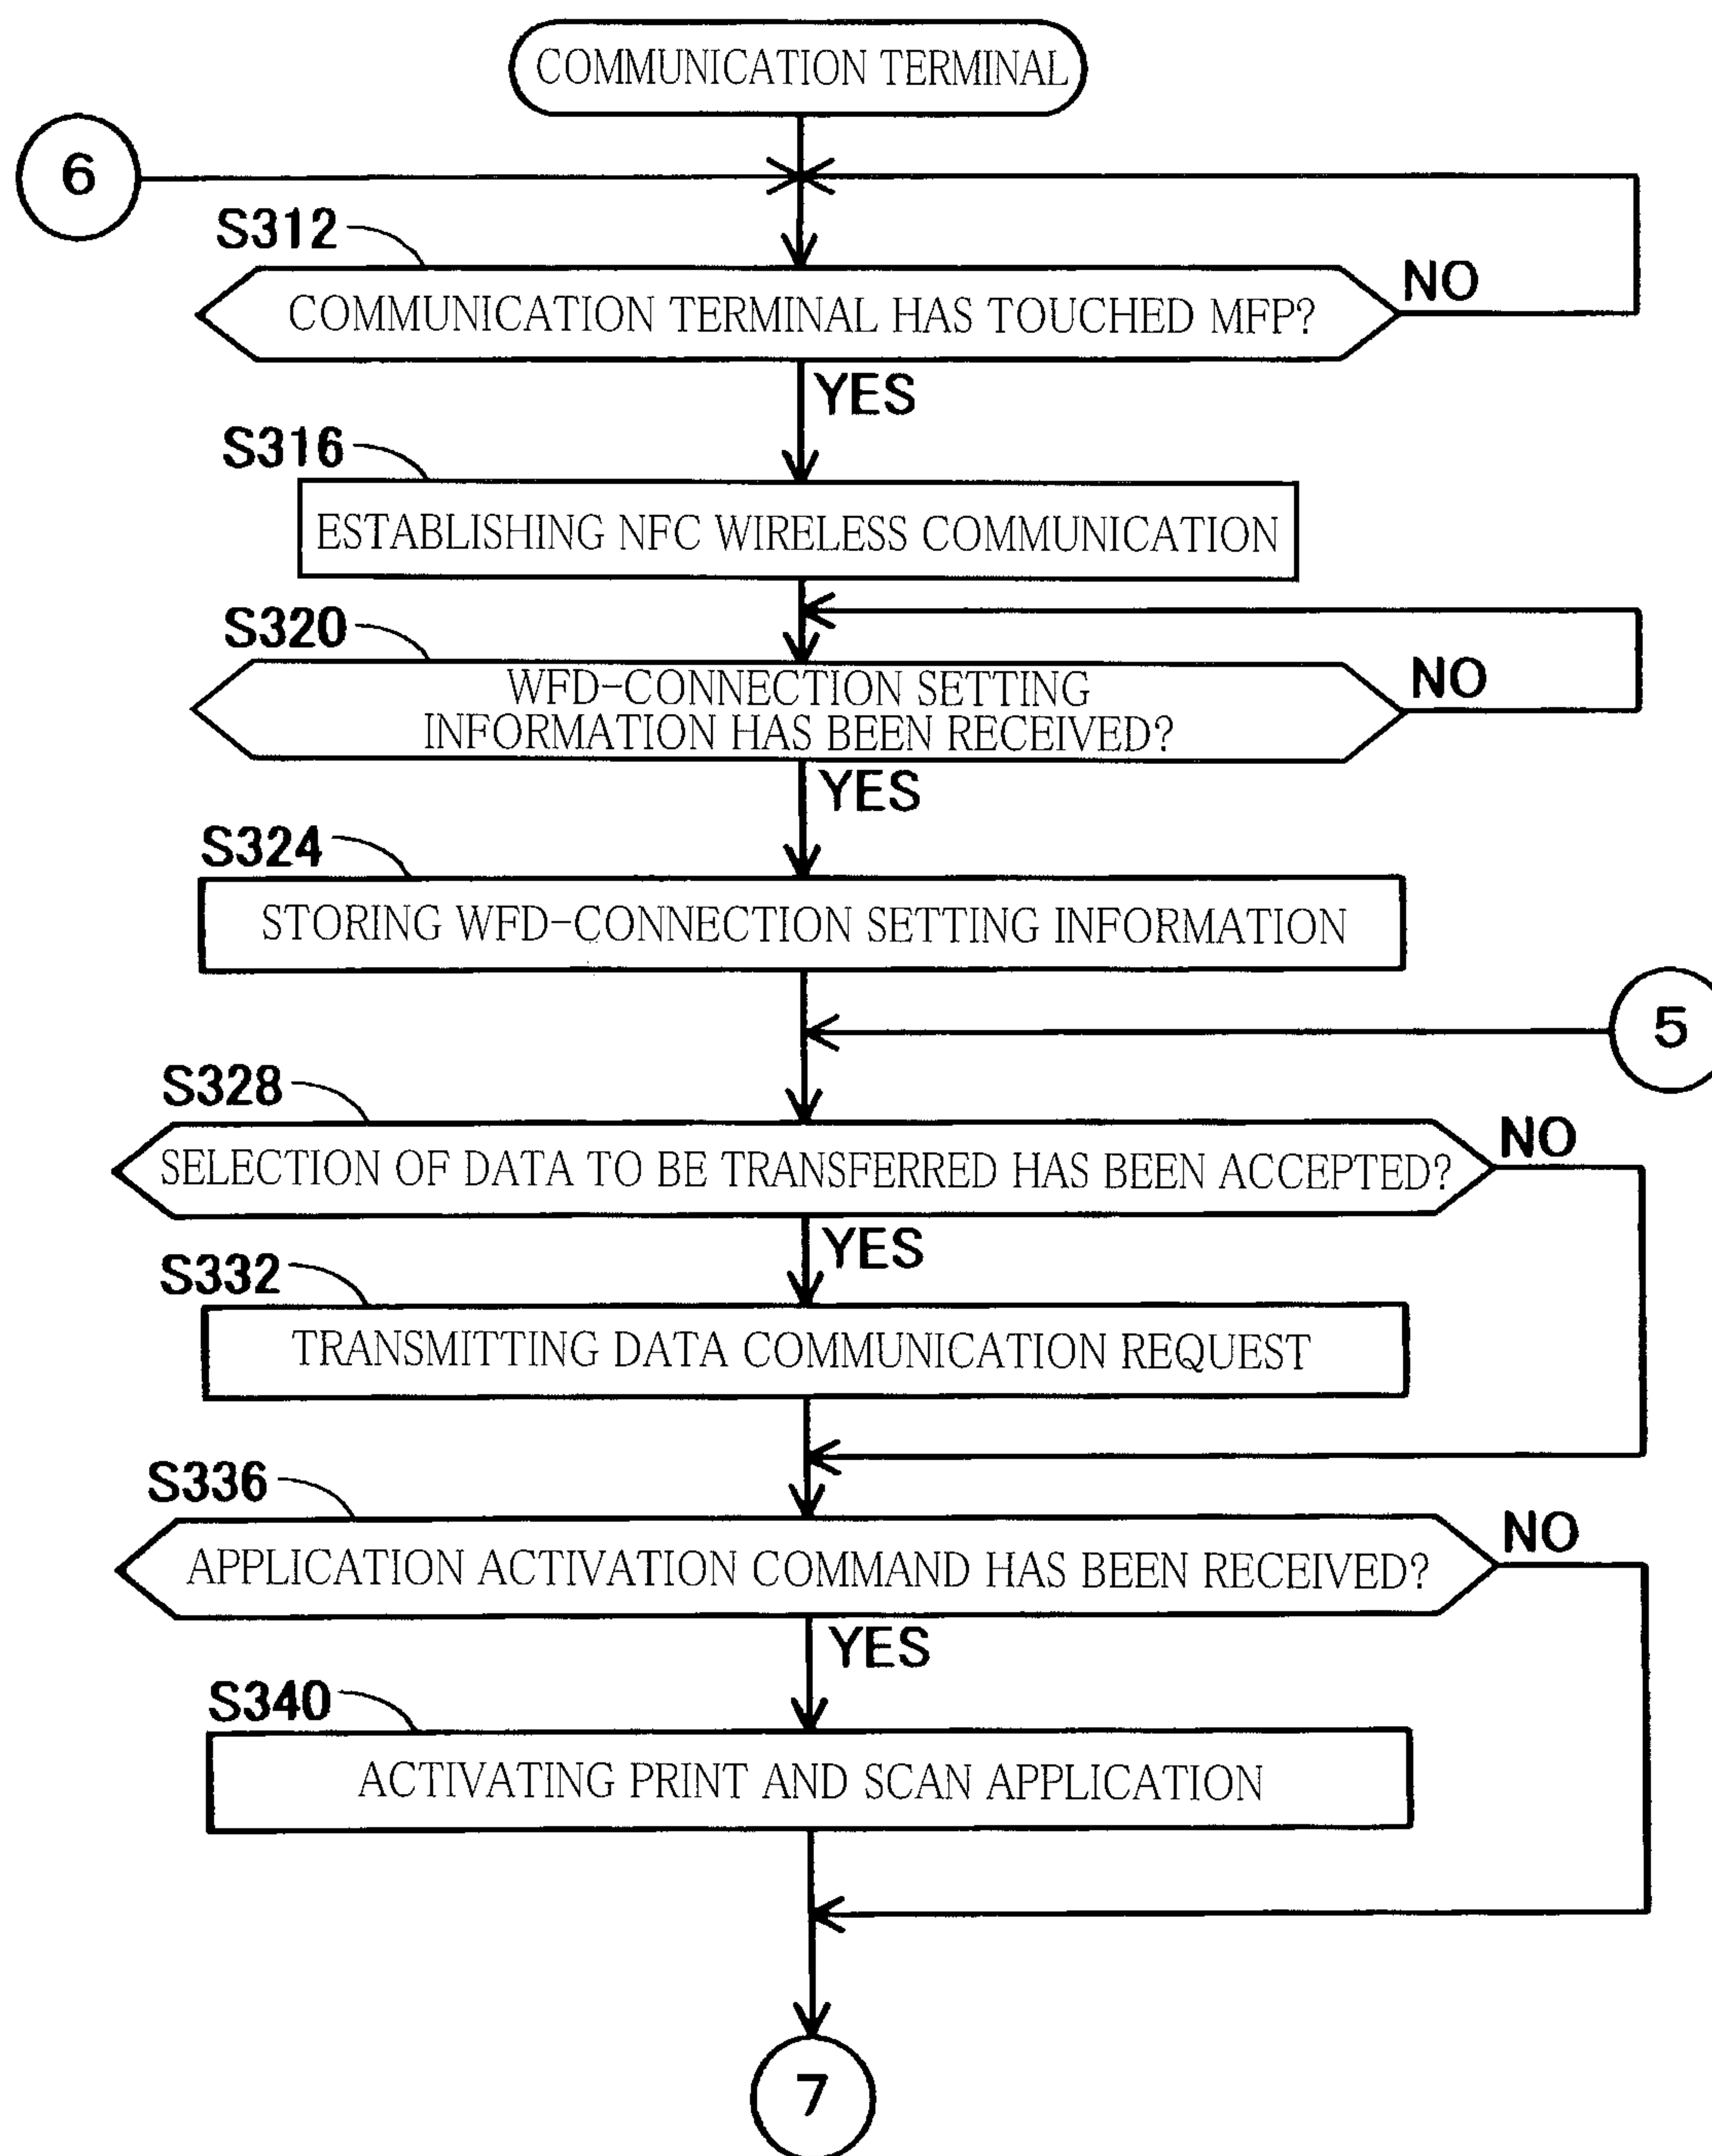 COMMUNICATION TERMINAL
6
S312
COMMUNICATION TERMINAL HAS TOUCHED MFP?
NO
YES
S316
ESTABLISHING NFC WIRELESS COMMUNICATION
S320
WFD-CONNECTION SETTING
INFORMATION HAS BEEN RECEIVED?
NO
YES
S324
STORING WFD-CONNECTION SETTING INFORMATION
5
S328
SELECTION OF DATA TO BE TRANSFERRED HAS BEEN ACCEPTED?
NO
YES
S332
TRANSMITTING DATA COMMUNICATION REQUEST
S336
APPLICATION ACTIVATION COMMAND HAS BEEN RECEIVED?
NO
YES
S340
ACTIVATING PRINT AND SCAN APPLICATION
7